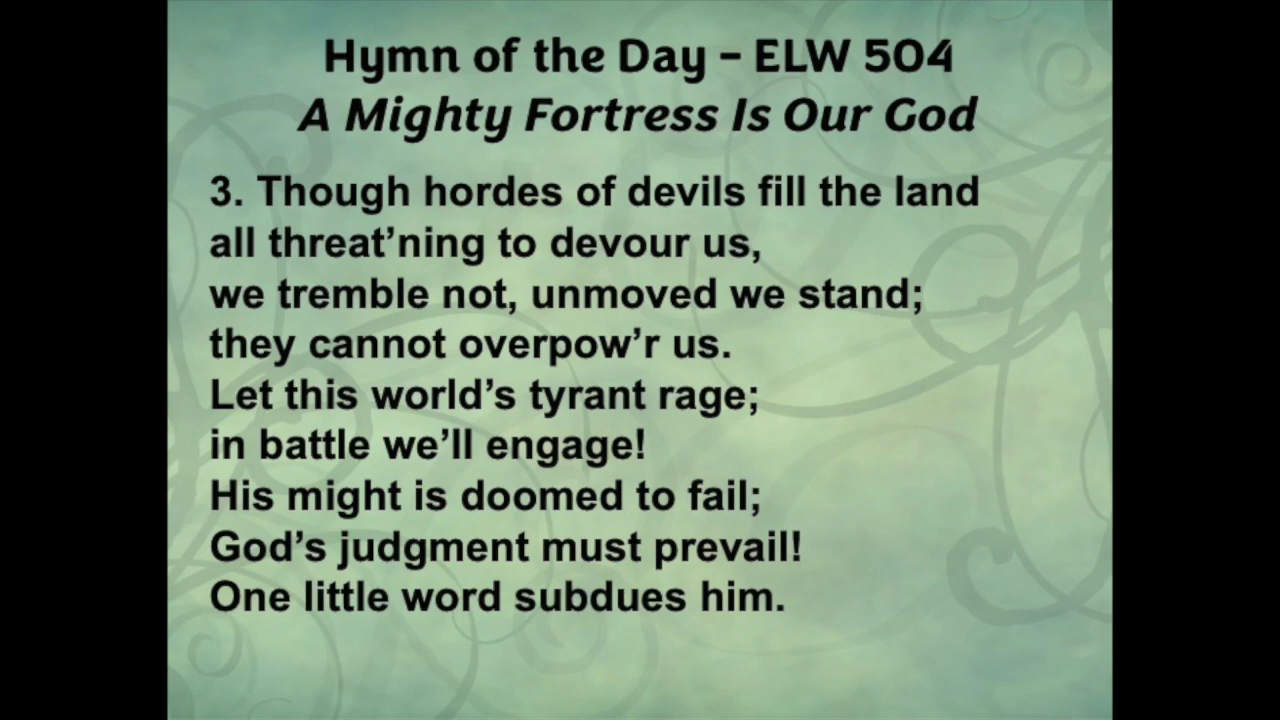 Hymn of the Day – ELW 504
A Mighty Fortress Is Our God
3. Though hordes of devils fill the land
all threat’ning to devour us,
we tremble not, unmoved we stand;
they cannot overpow’r us.
Let this world’s tyrant rage;
in battle we’ll engage!
His might is doomed to fail;
God’s judgment must prevail!
One little word subdues him.